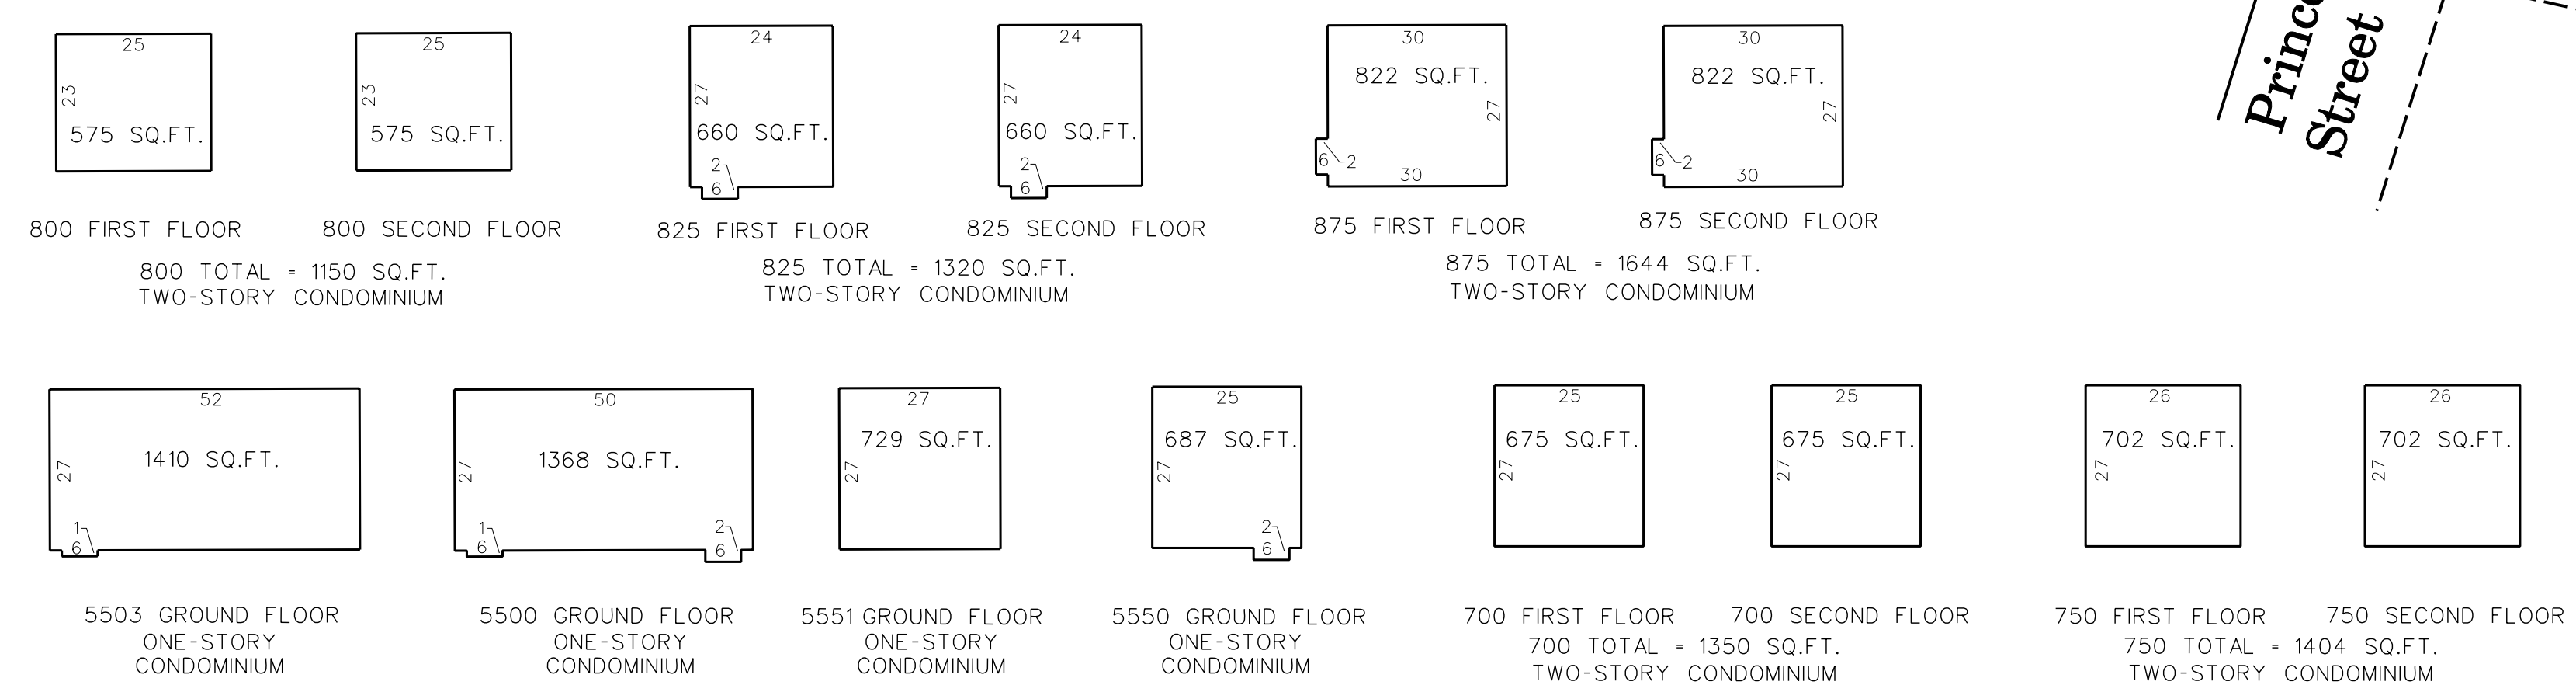 25
23
575 SQ.FT.
800 FIRST FLOOR
25
23
575 SQ.FT.
800 SECOND FLOOR
800 TOTAL = 1150 SQ.FT.
TWO-STORY CONDOMINIUM
24
27
660 SQ.FT.
2
6
825 FIRST FLOOR
24
27
660 SQ.FT.
2
6
825 SECOND FLOOR
825 TOTAL = 1320 SQ.FT.
TWO-STORY CONDOMINIUM
30
822 SQ.FT.
27
6 2
30
875 FIRST FLOOR
30
822 SQ.FT.
27
6 2
30
875 SECOND FLOOR
875 TOTAL = 1644 SQ.FT.
TWO-STORY CONDOMINIUM
Street
52
1410 SQ.FT.
27
1
6
5503 GROUND FLOOR
ONE-STORY
CONDOMINIUM
50
1368 SQ.FT.
27
1
6
2
6
5500 GROUND FLOOR
ONE-STORY
CONDOMINIUM
27
729 SQ.FT.
27
5551 GROUND FLOOR
ONE-STORY
CONDOMINIUM
25
687 SQ.FT.
27
2
6
5550 GROUND FLOOR
ONE-STORY
CONDOMINIUM
25
675 SQ.FT.
27
700 FIRST FLOOR
25
675 SQ.FT.
27
700 SECOND FLOOR
700 TOTAL = 1350 SQ.FT.
TWO-STORY CONDOMINIUM
26
702 SQ.FT.
27
750 FIRST FLOOR
26
702 SQ.FT.
27
750 SECOND FLOOR
750 TOTAL = 1404 SQ.FT.
TWO-STORY CONDOMINIUM